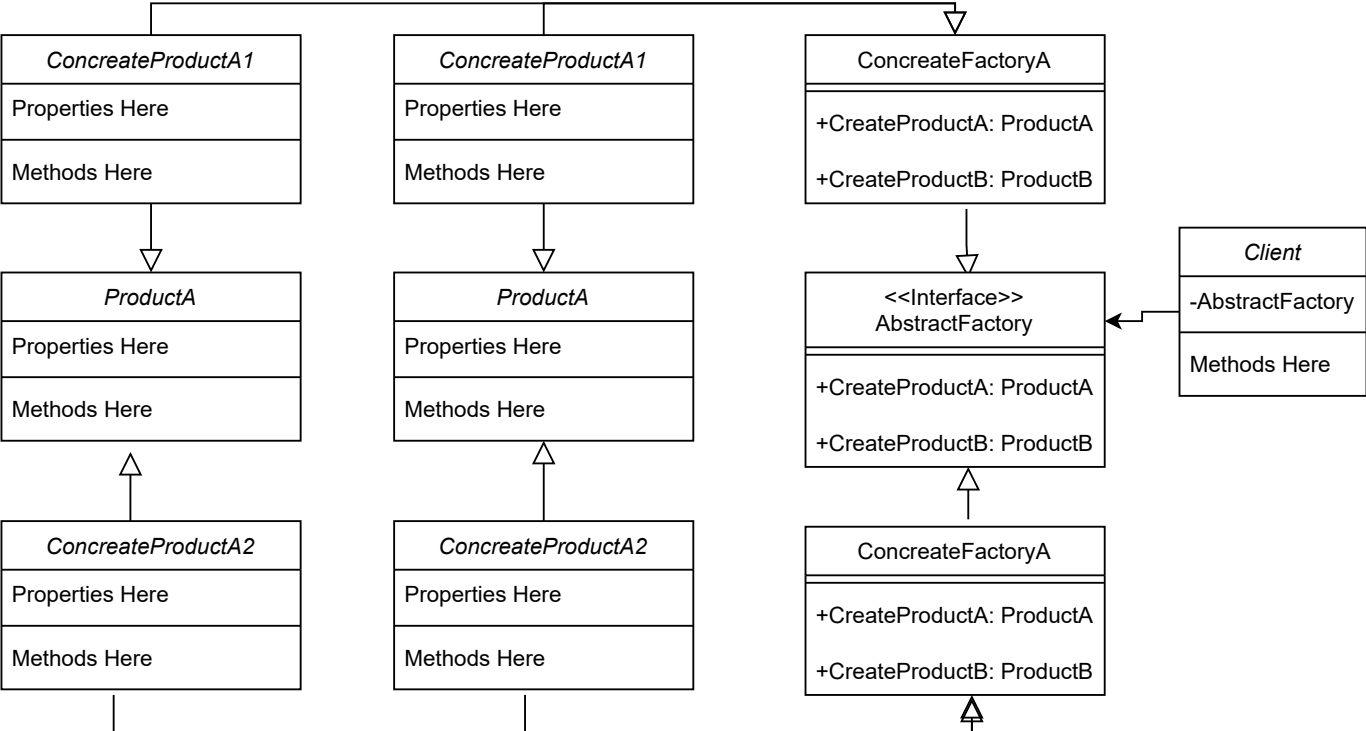 ConcreateProductA1
Properties Here
Methods Here
ConcreateProductA1
Properties Here
Methods Here
ConcreateFactoryA
+CreateProductA: ProductA
+CreateProductB: ProductB
ProductA
Properties Here
Methods Here
ProductA
Properties Here
Methods Here
<<Interface>>
AbstractFactory
+CreateProductA: ProductA
+CreateProductB: ProductB
Client
-AbstractFactory
Methods Here
ConcreateProductA2
Properties Here
Methods Here
ConcreateProductA2
Properties Here
Methods Here
ConcreateFactoryA
+CreateProductA: ProductA
+CreateProductB: ProductB